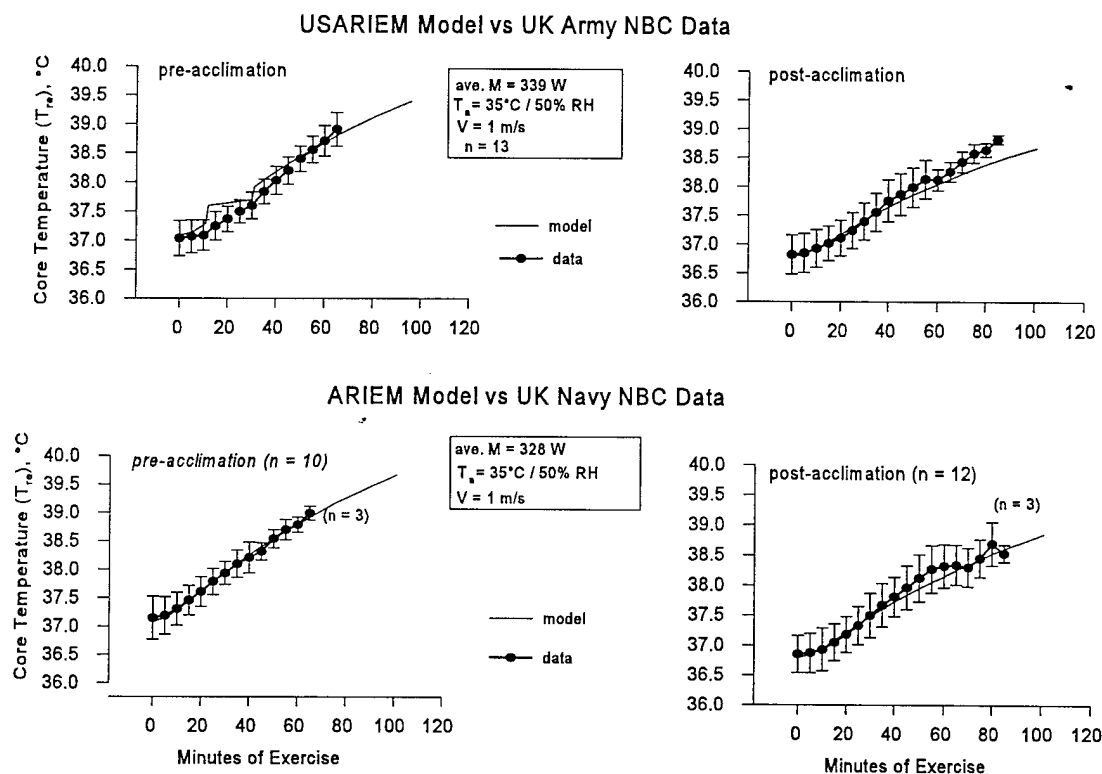 USARIEM Model vs UK Army NBC Data
Core Temperature (Tre), °C
40.0
39.5
39.0
38.5
38.0
37.5
37.0
36.5
36.0
pre-acclimation
ave. M = 339 W
Ta = 35°C / 50% RH
V = 1 m/s
n = 13
model
data
0 20 40 60 80 100 120
post-acclimation
40.0
39.5
39.0
38.5
38.0
37.5
37.0
36.5
36.0
0 20 40 60 80 100 120
ARIEM Model vs UK Navy NBC Data
Core Temperature (Tre), °C
40.0
39.5
39.0
38.5
38.0
37.5
37.0
36.5
36.0
pre-acclimation (n = 10)
(n = 3)
ave. M = 328 W
Ta = 35°C / 50% RH
V = 1 m/s
model
data
0 20 40 60 80 100 120
Minutes of Exercise
post-acclimation (n = 12)
(n = 3)
40.0
39.5
39.0
38.5
38.0
37.5
37.0
36.5
36.0
0 20 40 60 80 100 120
Minutes of Exercise